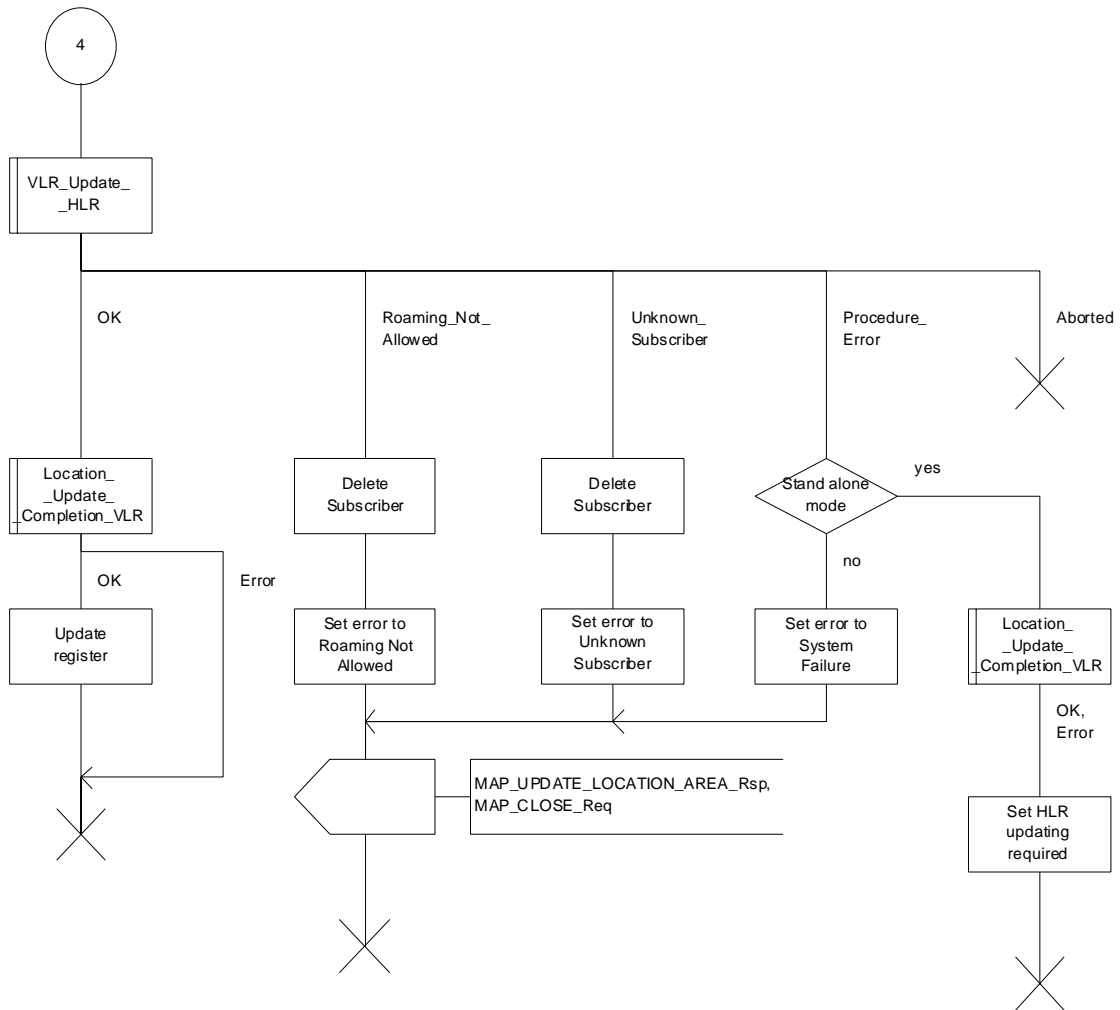 4
VLR_Update_
_HLR
OK
Roaming_Not_
Allowed
Unknown_
Subscriber
Procedure_
Error
Aborted
Location_
_Update_
_Completion_VLR
Delete
Subscriber
Delete
Subscriber
Stand alone
mode
yes
no
OK
Error
Update
register
Set error to
Roaming Not
Allowed
Set error to
Unknown
Subscriber
Set error to
System
Failure
Location_
_Update_
_Completion_VLR
OK,
Error
MAP_UPDATE_LOCATION_AREA_Rsp,
MAP_CLOSE_Req
Set HLR
updating
required